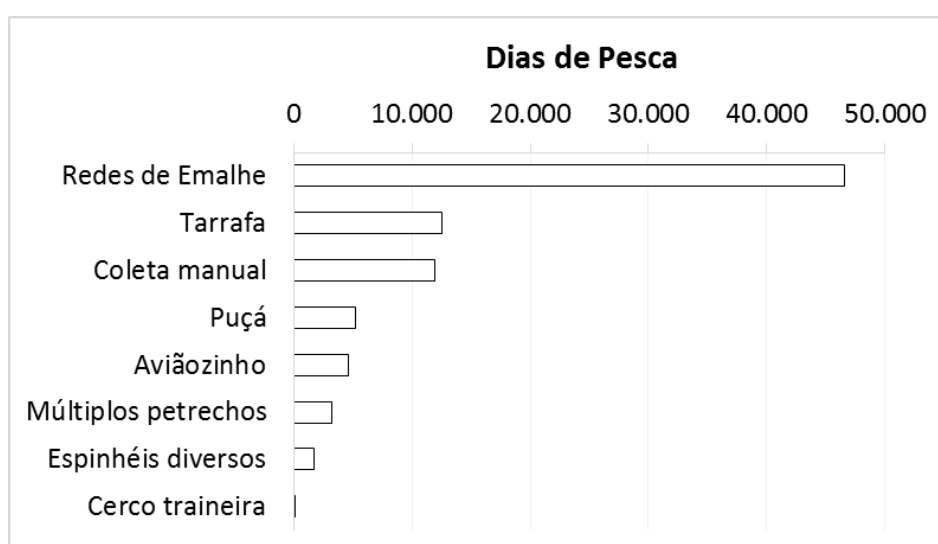 Dias de Pesca
0 10.000 20.000 30.000 40.000 50.000
Redes de Emalhe
Tarrafa
Coleta manual
Puçá
Aviãozinho
Múltiplos petrechos
Espinhéis diversos
Cerco traineira